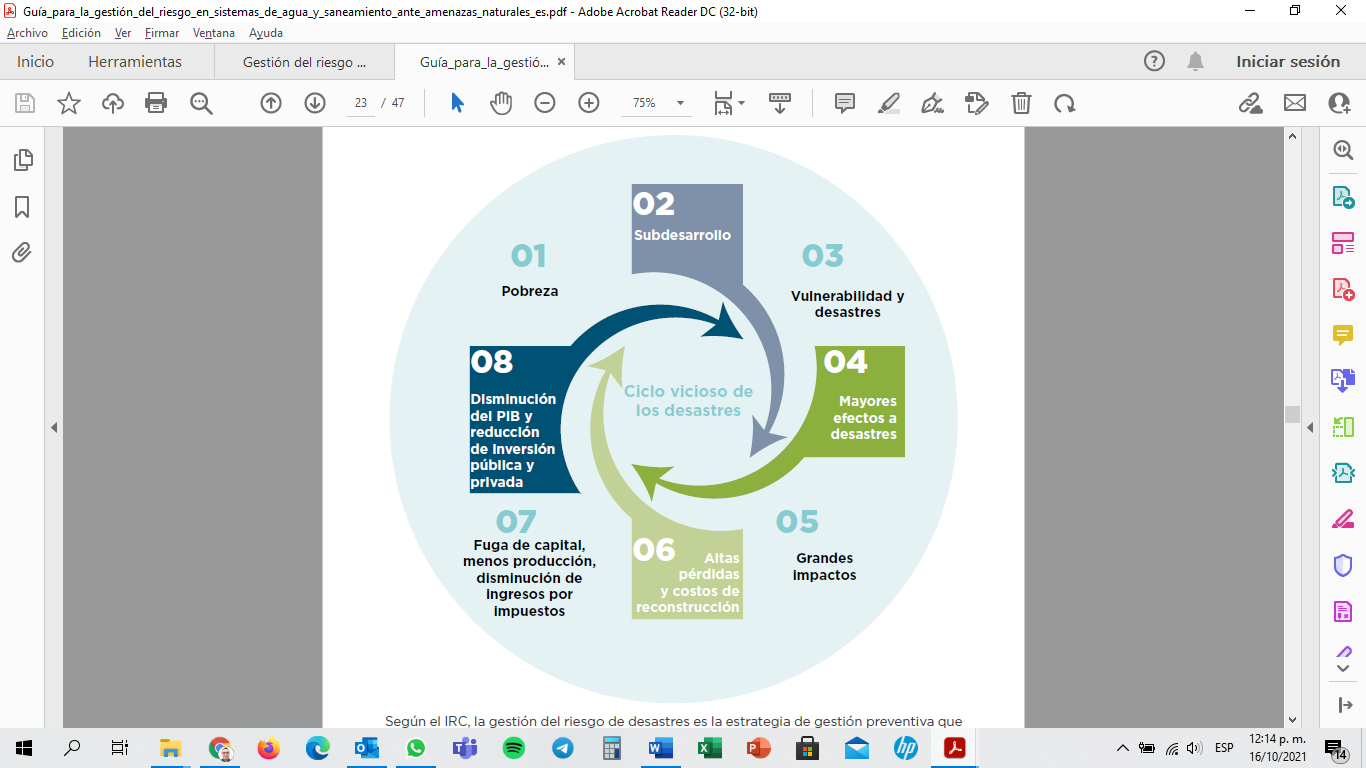 Guía_para_la_gestión_del_riesgo_en_sistemas_de_agua_y_saneamiento_ante_amenazas_naturales_es.pdf - Adobe Acrobat Reader DC (32-bit)
Archivo Edición Ver Firmar Ventana Ayuda
Inicio Herramientas Gestión del riesgo ... Guía_para_la_gestió... × Iniciar sesión
23 / 47 75%
02
Subdesarrollo
01
Pobreza
03
Vulnerabilidad y
desastres
08
Disminución
del PIB y
reducción
de inversión
pública y
privada
Ciclo vicioso de
los desastres
04
Mayores
efectos a
desastres
07
Fuga de capital,
menos producción,
disminución de
ingresos por
impuestos
06
Altas
pérdidas
y costos de
reconstrucción
05
Grandes
impactos
Según el IRC, la gestión del riesgo de desastres es la estrategia de gestión preventiva que
ESP
12:14 p. m.
16/10/2021
14